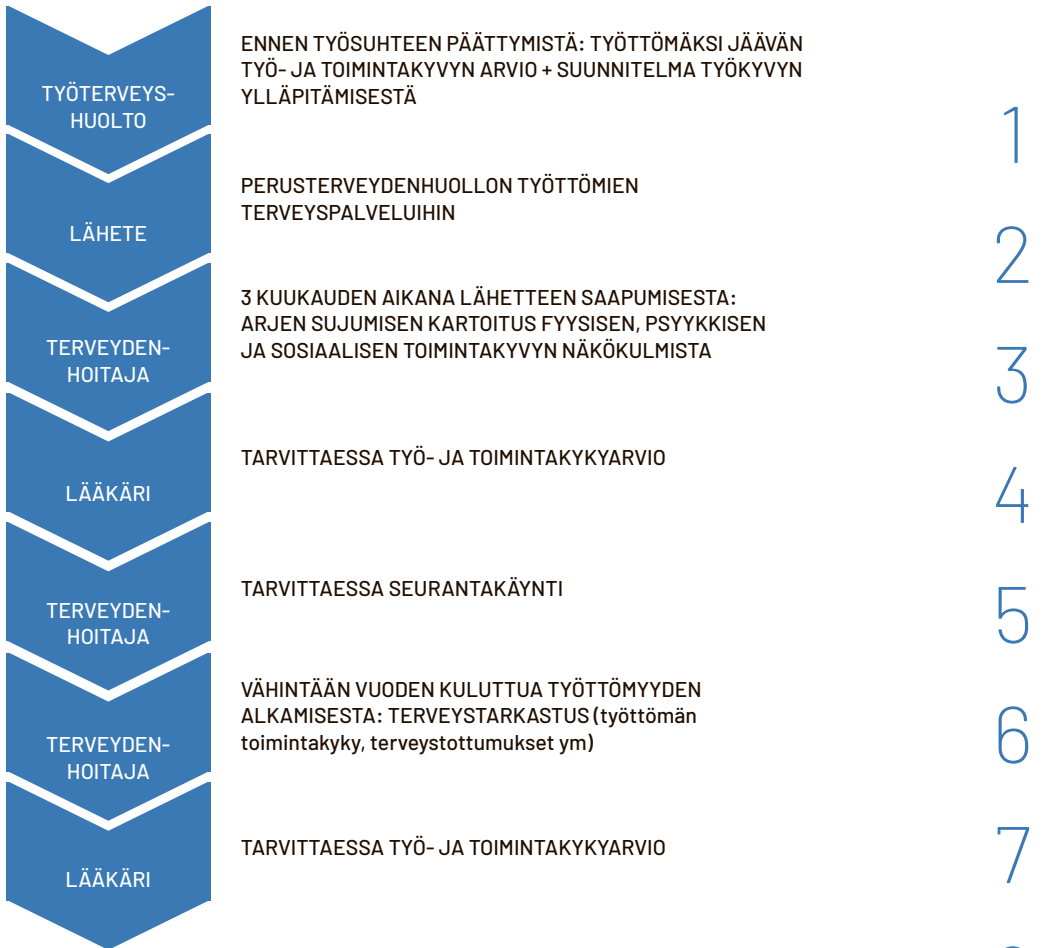 TYÖTERVEYS-
HUOLTO
ENNEN TYÖSUHTEEN PÄÄTTYMISTÄ: TYÖTTÖMÄKSI JÄÄVÄN
TYÖ- JA TOIMINTAKYVYN ARVIO + SUUNNITELMA TYÖKYVYN
YLLÄPITÄMISESTÄ
1
LÄHETE
PERUSTERVEYDENHUOLLON TYÖTTÖMIEN
TERVEYSPALVELUIHIN
2
TERVEYDEN-
HOITAJA
3 KUUKAUDEN AIKANA LÄHETTEEN SAAPUMISESTA:
ARJEN SUJUMISEN KARTOITUS FYYSISEN, PSYYKKISEN
JA SOSIAALISEN TOIMINTAKYVYN NÄKÖKULMISTA
3
LÄÄKÄRI
TARVITTAESSA TYÖ- JA TOIMINTAKYKYARVIO
4
TERVEYDEN-
HOITAJA
TARVITTAESSA SEURANTAKÄYNTI
5
TERVEYDEN-
HOITAJA
VÄHINTÄÄN VUODEN KULUTTUA TYÖTTÖMYYDEN
ALKAMISESTA: TERVEYSTARKASTUS (työttömän
toimintakyky, terveystottumukset ym)
6
LÄÄKÄRI
TARVITTAESSA TYÖ- JA TOIMINTAKYKYARVIO
7